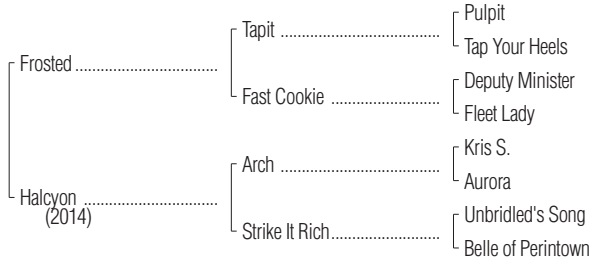 Pulpit
Tapit ................................
Tap Your Heels
Frosted ...................................
Deputy Minister
Fast Cookie ..........................
Fleet Lady
Kris S.
Arch ................................
Aurora
Halcyon .................................
(2014)
Unbridled's Song
Strike It Rich..........................
Belle of Perintown